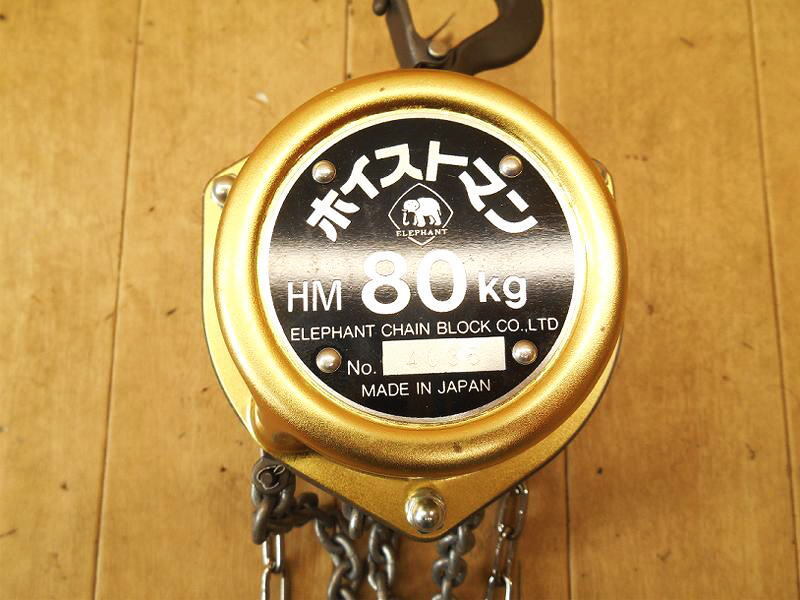 ホイストマン
ELEPHANT
HM 80 kg
ELEPHANT CHAIN BLOCK CO.,LTD
No.
MADE IN JAPAN